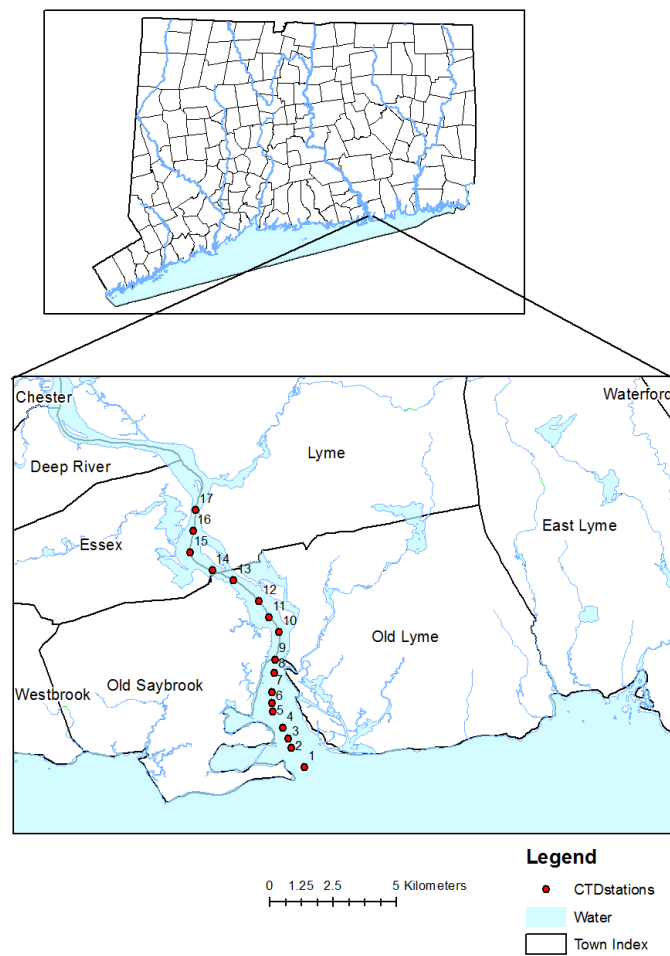 Chester
Waterford
Deep River
Lyme
17
16
Essex
15
East Lyme
14
13
12
11
10
Old Lyme
9
8
7
Old Saybrook
Westbrook
6
5
4
3
2
1
Legend
0 1.25 2.5 5 Kilometers
CTDstations
Water
Town Index